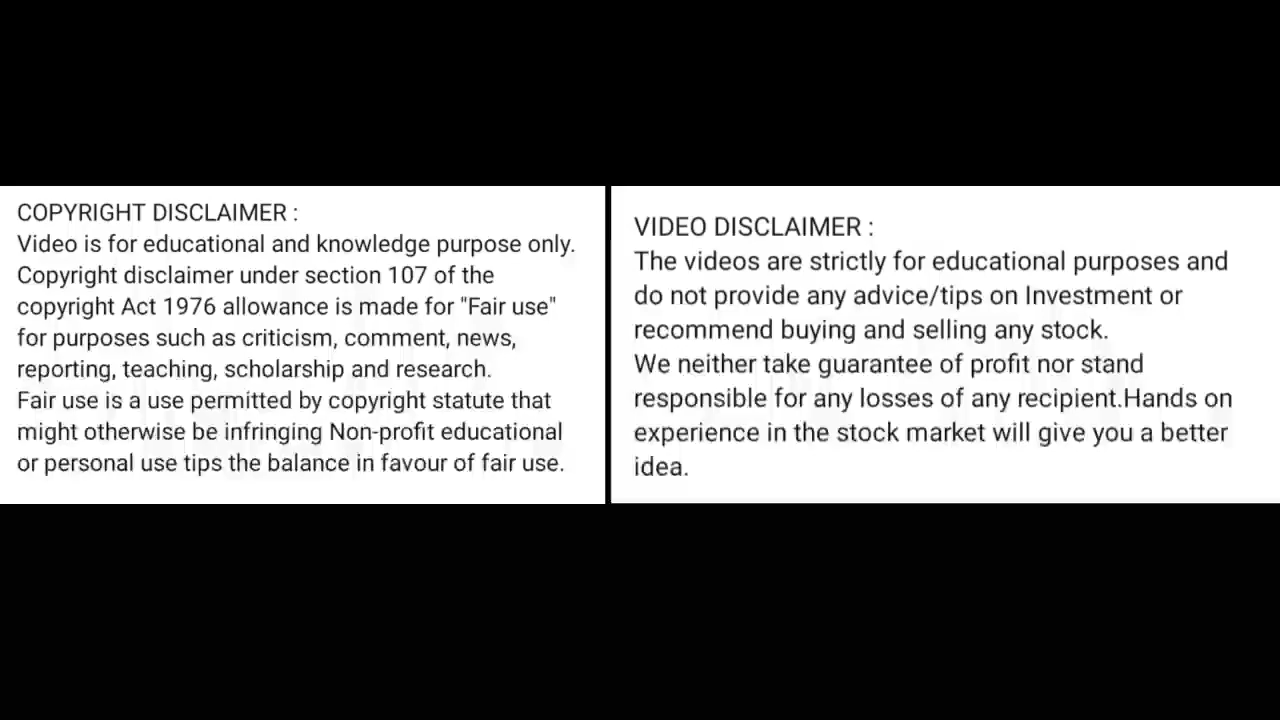 COPYRIGHT DISCLAIMER :
Video is for educational and knowledge purpose only.
Copyright disclaimer under section 107 of the
copyright Act 1976 allowance is made for "Fair use"
for purposes such as criticism, comment, news,
reporting, teaching, scholarship and research.
Fair use is a use permitted by copyright statute that
might otherwise be infringing Non-profit educational
or personal use tips the balance in favour of fair use.
VIDEO DISCLAIMER :
The videos are strictly for educational purposes and
do not provide any advice/tips on Investment or
recommend buying and selling any stock.
We neither take guarantee of profit nor stand
responsible for any losses of any recipient.Hands on
experience in the stock market will give you a better
idea.